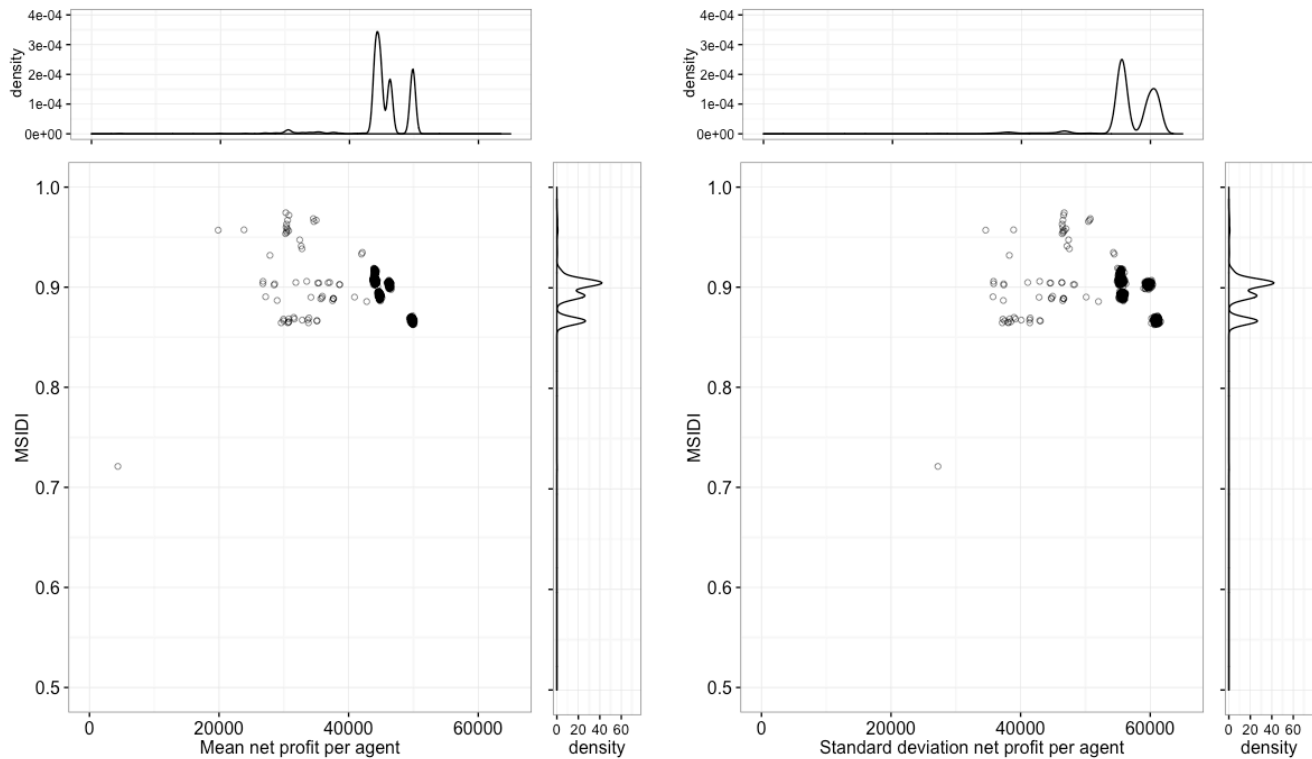 4e-04
3e-04
2e-04
1e-04
0e+00
density
4e-04
3e-04
2e-04
1e-04
0e+00
density
1.0
0.9
0.8
0.7
0.6
0.5
MSIDI
0 20000 40000 60000
Mean net profit per agent
0 20 40 60
density
1.0
0.9
0.8
0.7
0.6
0.5
MSIDI
0 20000 40000 60000
Standard deviation net profit per agent
0 20 40 60
density